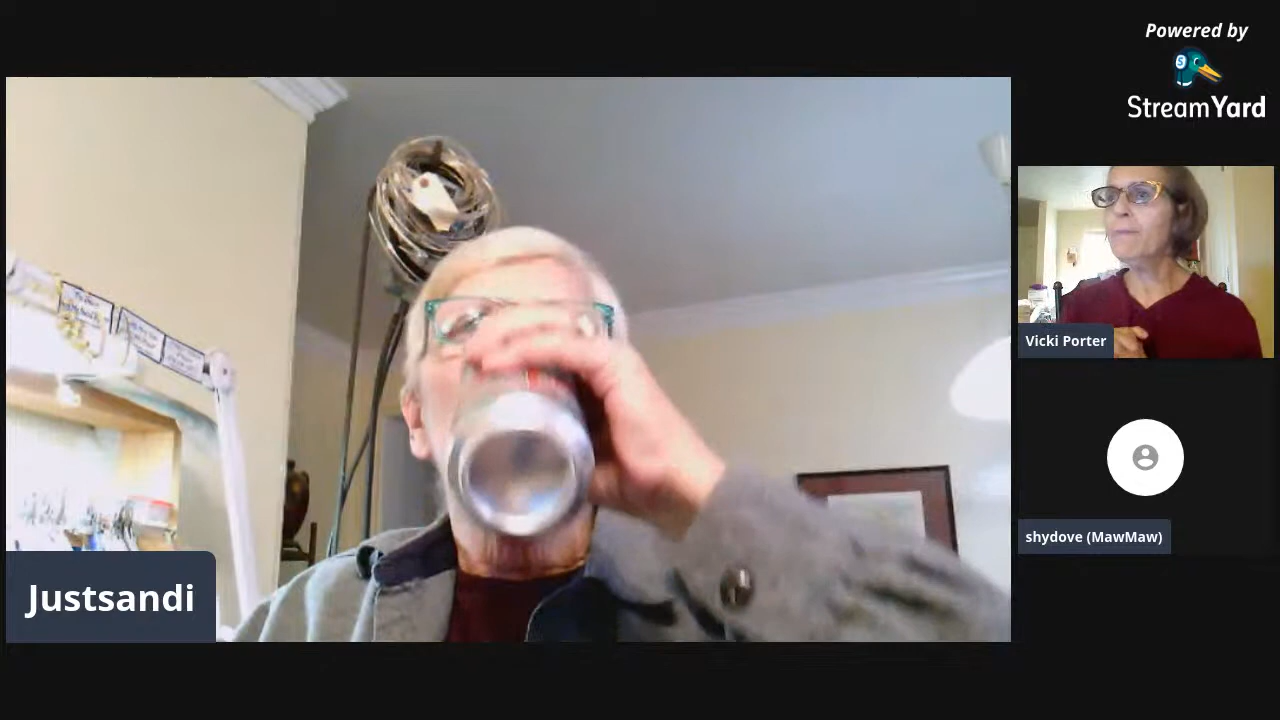 Powered by
StreamYard
Vicki Porter
shydove (MawMaw)
Justsandi